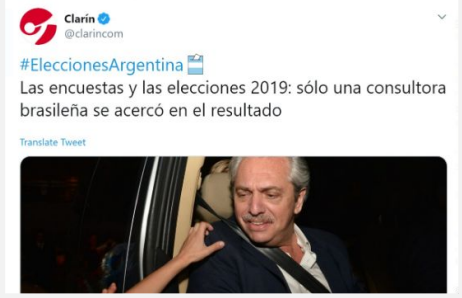 Clarín
@clarincom
#EleccionesArgentina
Las encuestas y las elecciones 2019: sólo una consultora
brasileña se acercó en el resultado
Translate Tweet